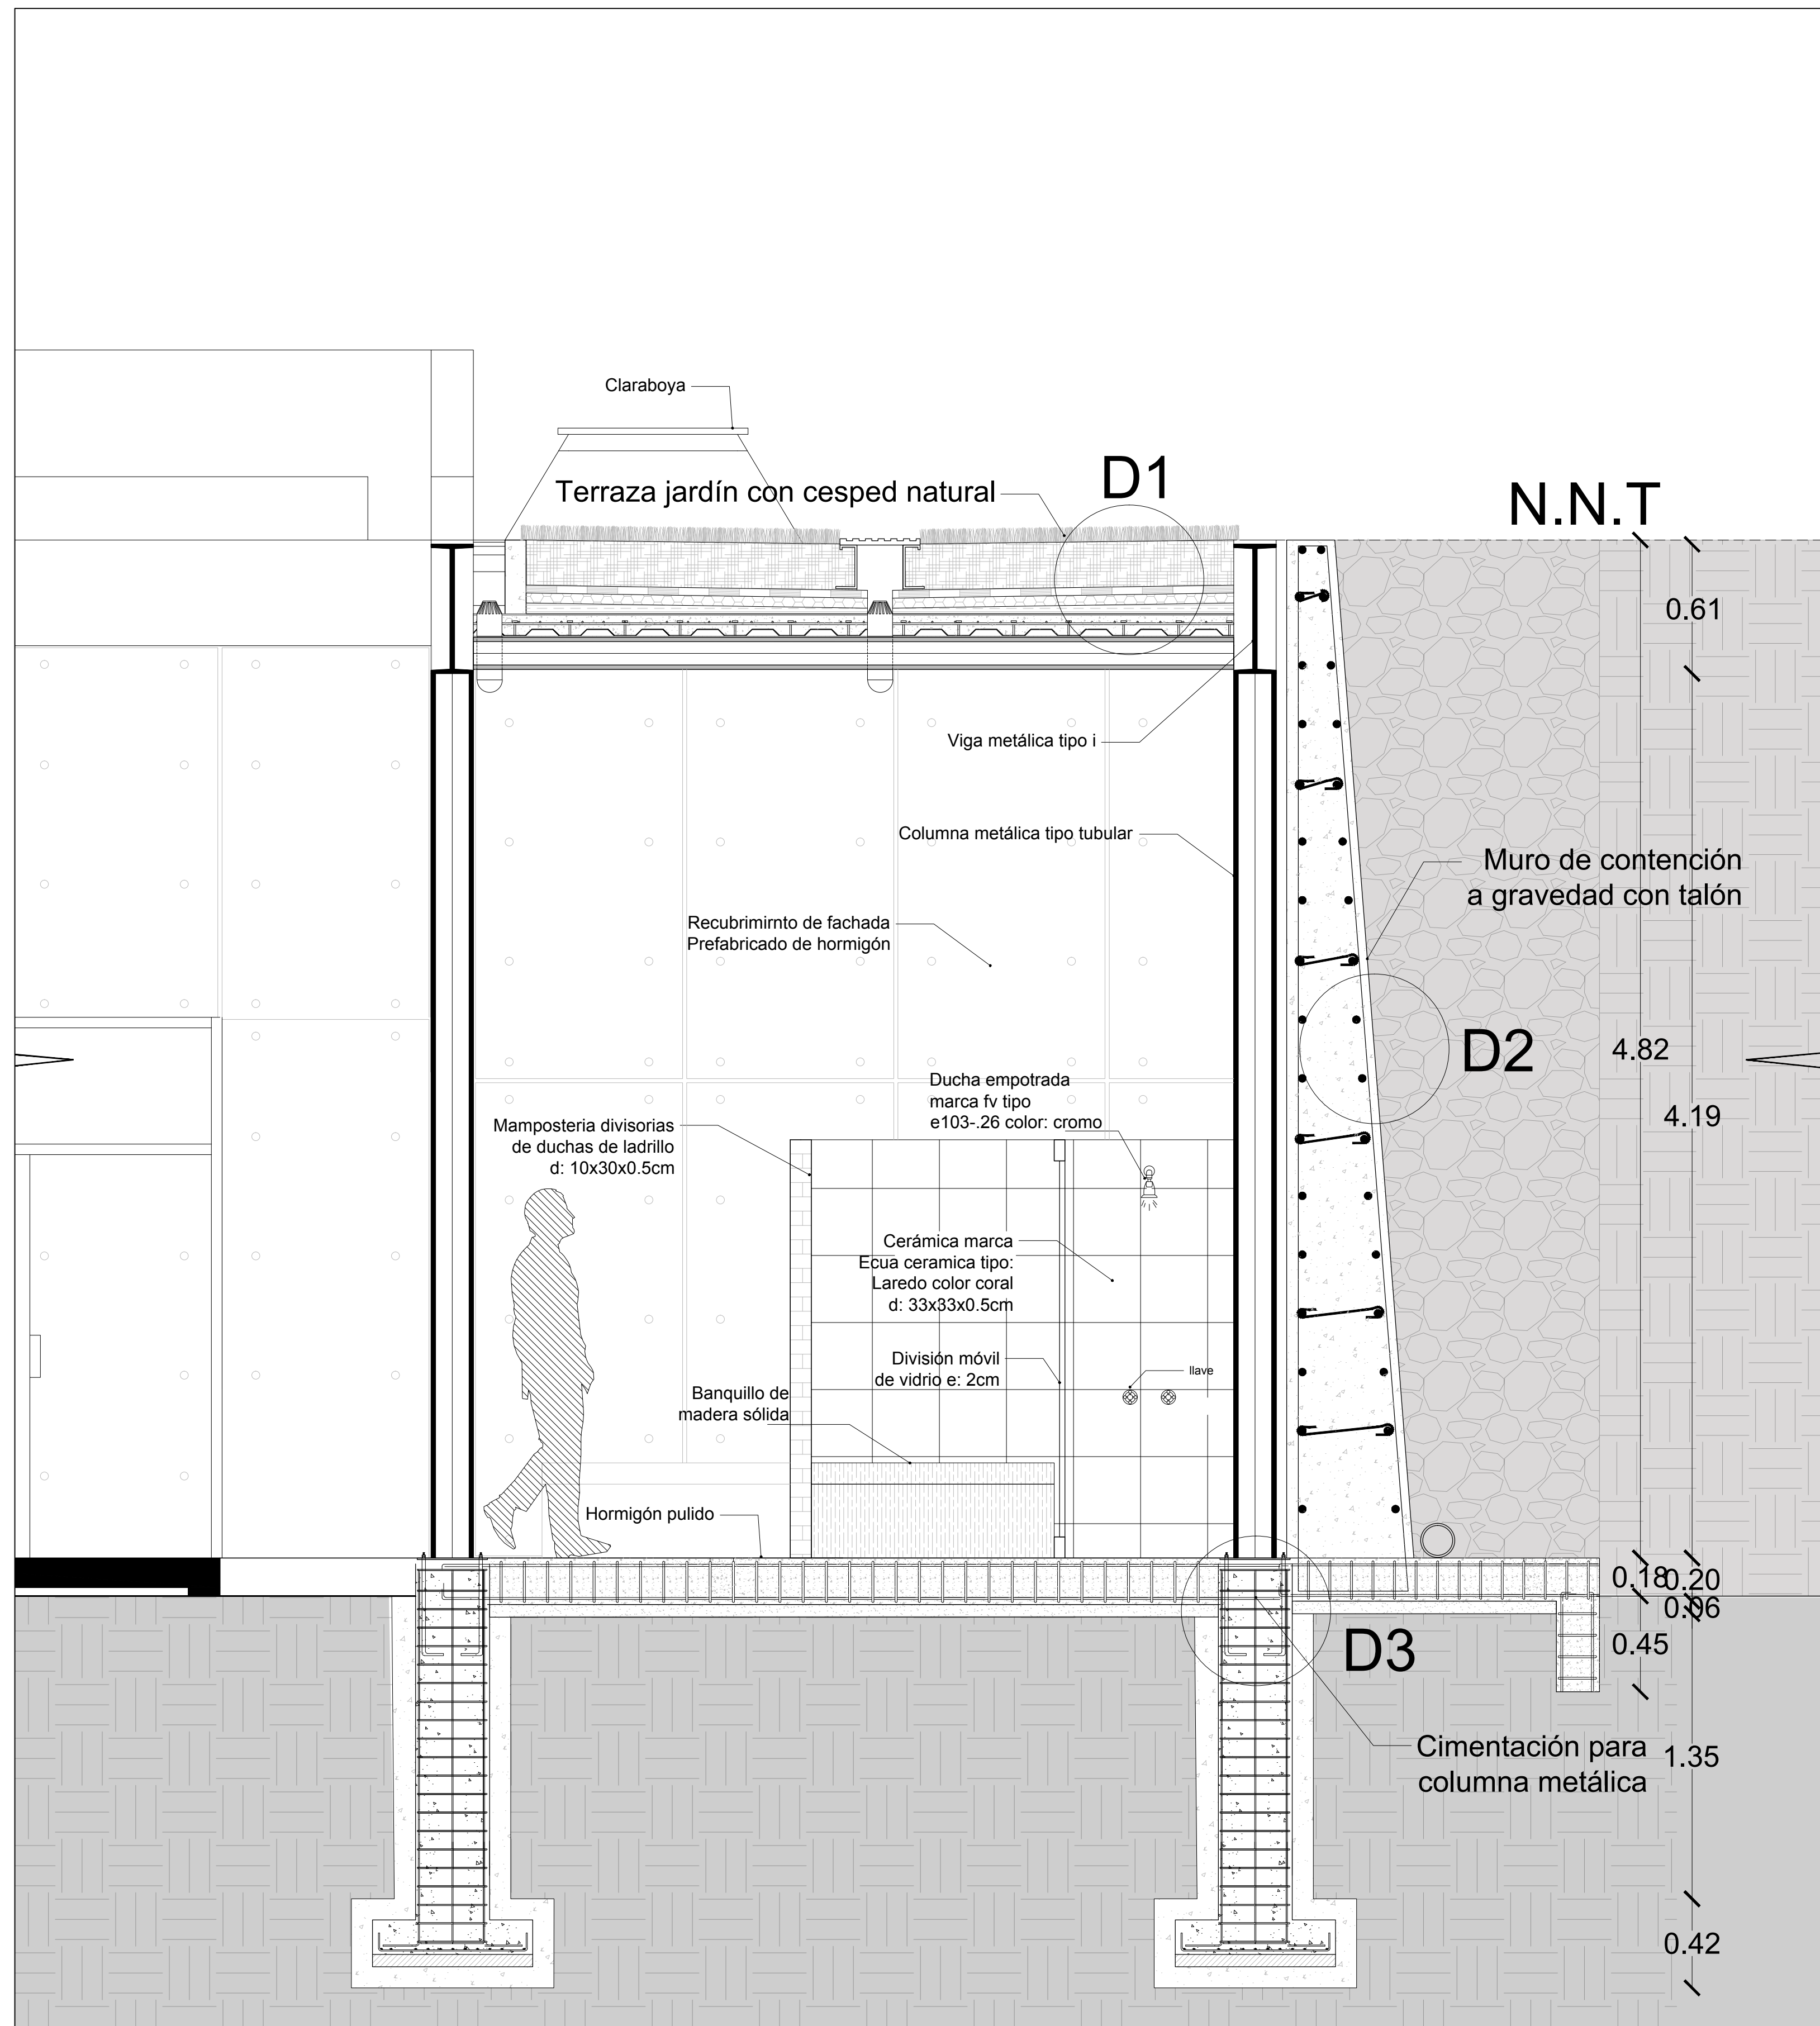 Claraboya
Terraza jardín con cesped natural
D1
N.N.T
0.61
Viga metálica tipo i
Columna metálica tipo tubular
Muro de contención
a gravedad con talón
Recubrimirnto de fachada
Prefabricado de hormigón
D2
4.82
4.19
Ducha empotrada
marca fv tipo
e103-.26 color: cromo
Mamposteria divisorias
de duchas de ladrillo
d: 10x30x0.5cm
Cerámica marca
Ecua ceramica tipo:
Laredo color coral
d: 33x33x0.5cm
División móvil
de vidrio e: 2cm
llave
Banquillo de
madera sólida
Hormigón pulido
0.18
0.20
0.06
0.45
D3
Cimentación para
columna metálica
1.35
0.42